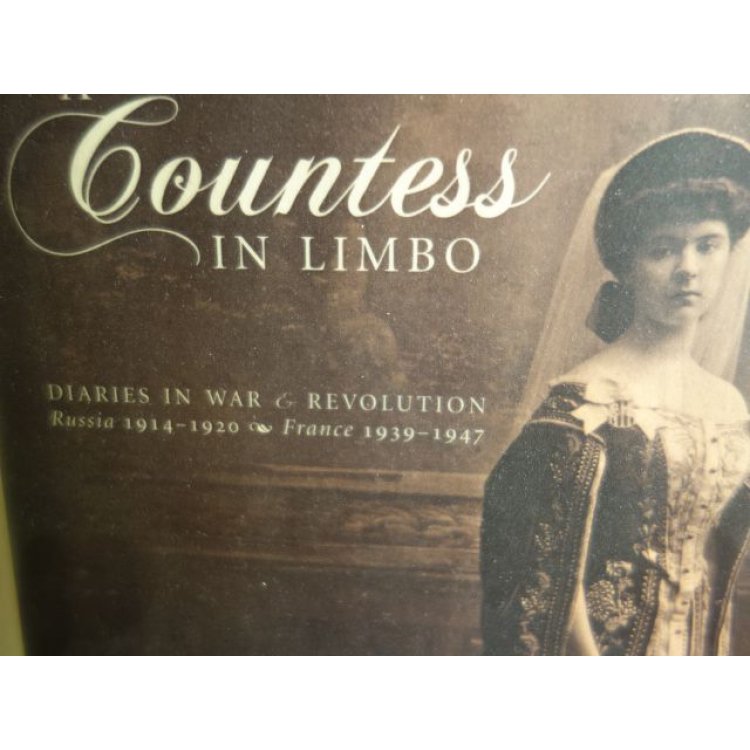 A
Countess
IN LIMBO
DIARIES IN WAR & REVOLUTION
Russia 1914–1920 ❧ France 1939–1947